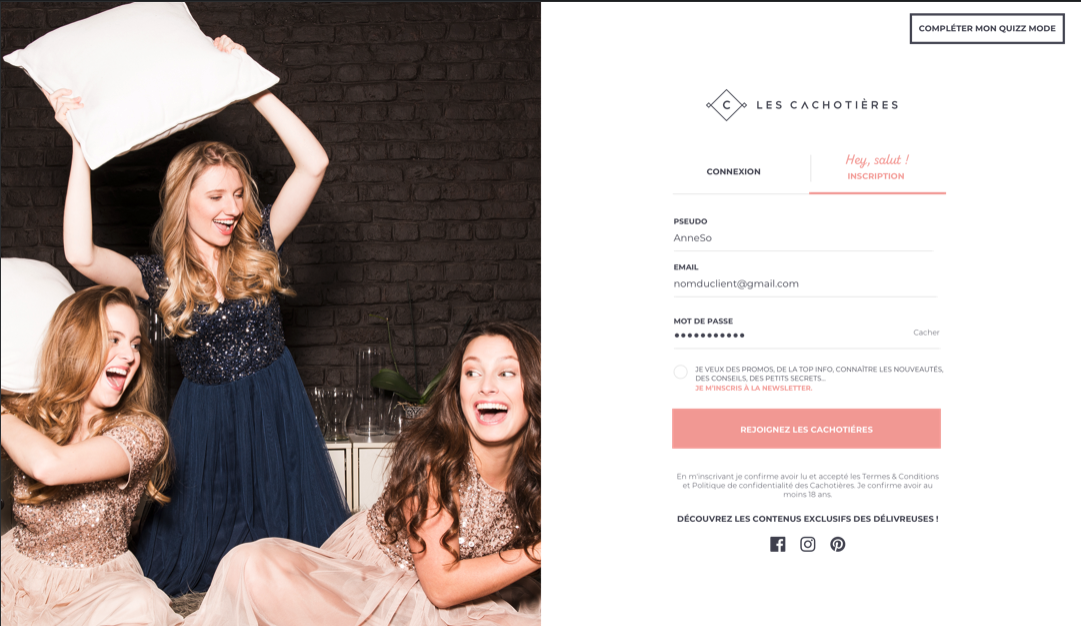 COMPLÉTER MON QUIZZ MODE
C LES CACHOTIÈRES
CONNEXION
Hey, salut !
INSCRIPTION
PSEUDO
AnneSo
EMAIL
nomduclient@gmail.com
MOT DE PASSE
Cacher
JE VEUX DES PROMOS, DE LA TOP INFO, CONNAÎTRE LES NOUVEAUTÉS,
DES CONSEILS, DES PETITS SECRETS...
JE M'INSCRIS À LA NEWSLETTER.
REJOIGNEZ LES CACHOTIÈRES
En m'inscrivant je confirme avoir lu et accepté les Termes & Conditions
et Politique de confidentialité des Cachotières. Je confirme avoir au
moins 18 ans.
DÉCOUVREZ LES CONTENUS EXCLUSIFS DES DÉLIVREUSES !